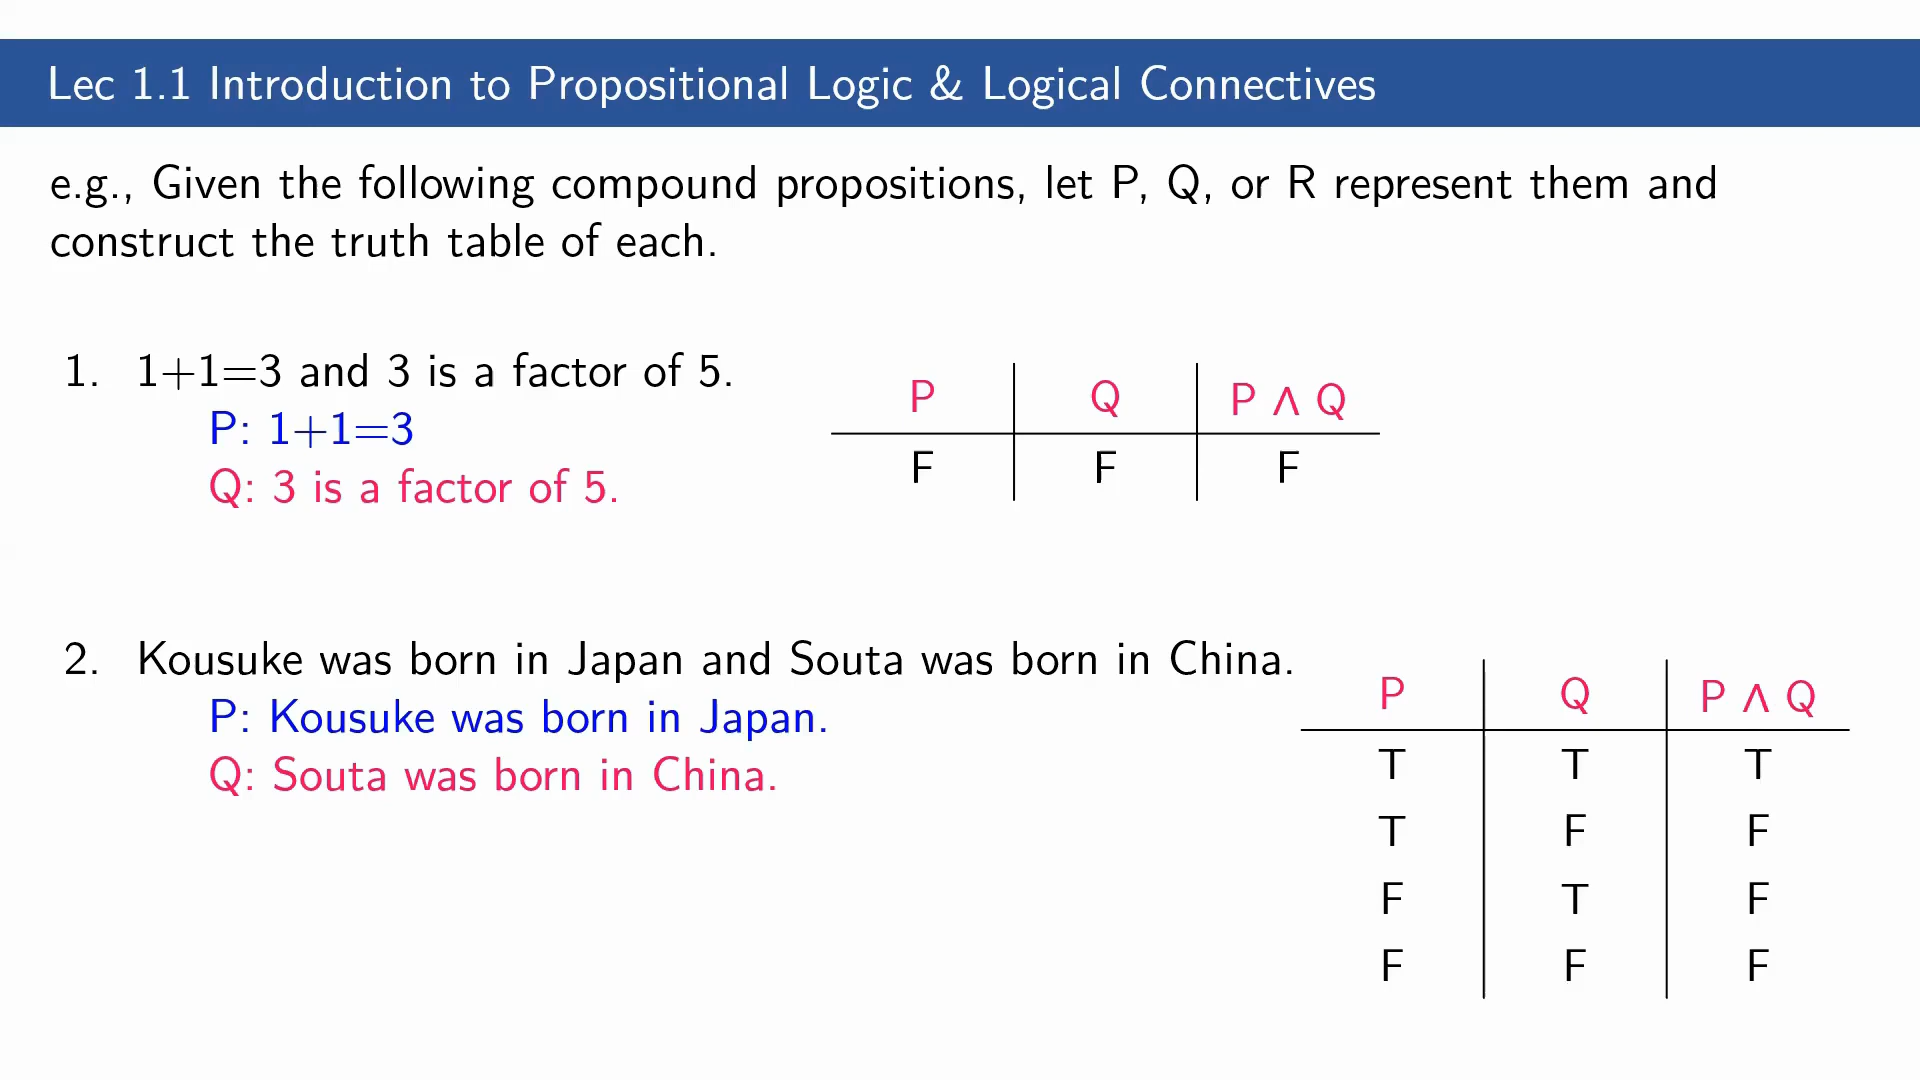 Lec 1.1 Introduction to Propositional Logic & Logical Connectives
e.g., Given the following compound propositions, let P, Q, or R represent them and
construct the truth table of each.
1. 1+1=3 and 3 is a factor of 5.
P: 1+1=3
Q: 3 is a factor of 5.
P Q P ∧ Q
F F F
2. Kousuke was born in Japan and Souta was born in China.
P: Kousuke was born in Japan.
Q: Souta was born in China.
P Q P ∧ Q
T T T
T F F
F T F
F F F